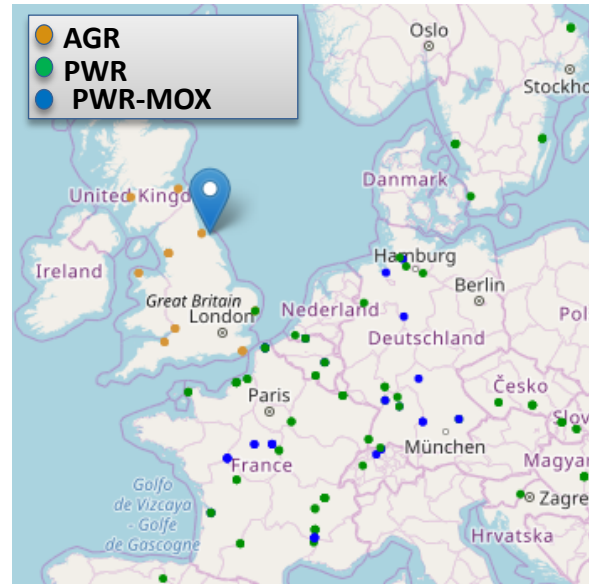 AGR
PWR
PWR-MOX
Oslo
Stockho
Danmark
United Kingdo
Ireland
Hamburg
Great Britain
Berlin
London
Nederland
Pol
Deutschland
Paris
Česko
Slov
München
France
Magyar
Golfo
de Vizcaya
- Golfe
de Gascogne
Zagre
Hrvatska